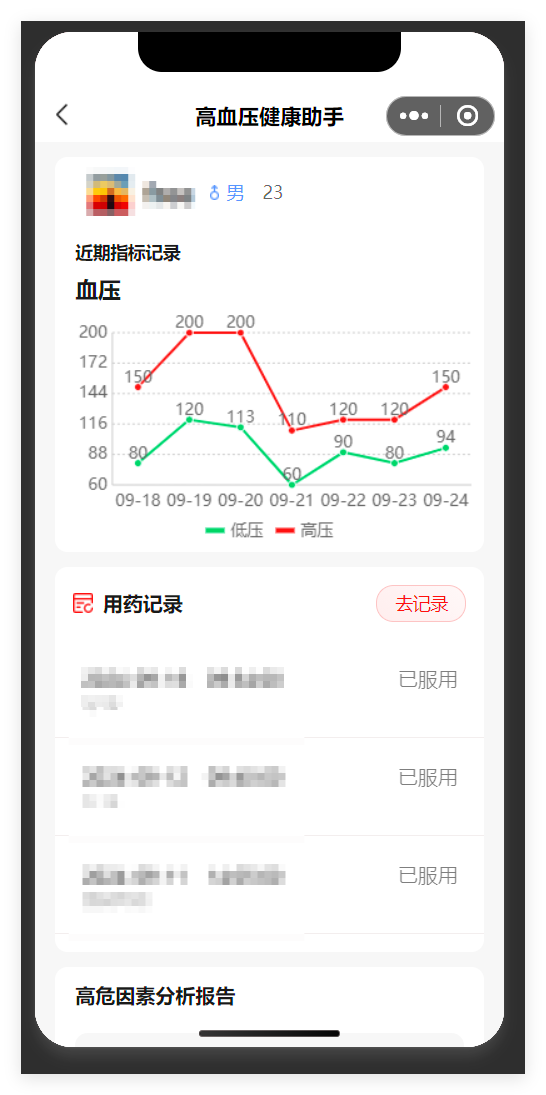 高血压健康助手
男 23
近期指标记录
血压
200 172 144 116 88 60
150 200 200 110 120 120 150
80 120 113 60 90 80 94
09-18 09-19 09-20 09-21 09-22 09-23 09-24
低压 高压
用药记录 去记录
已服用
已服用
已服用
高危因素分析报告